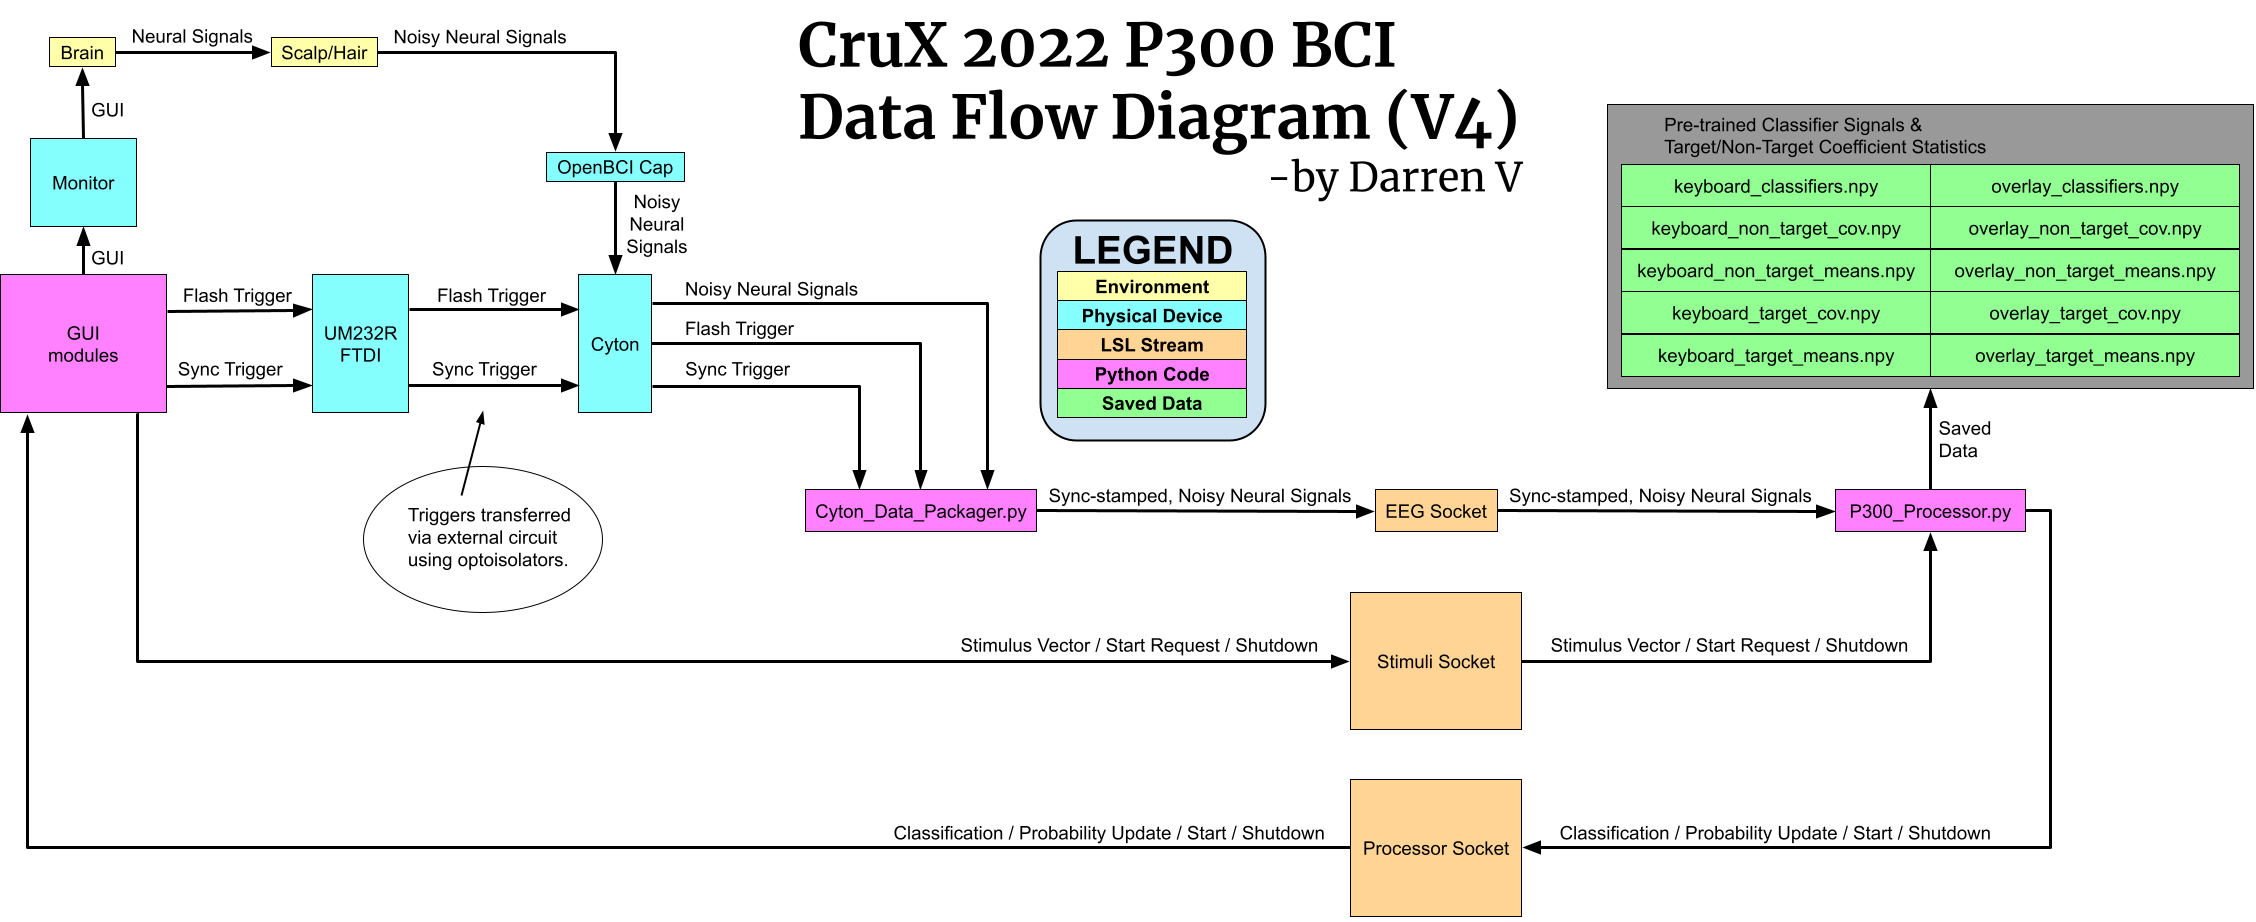 CruX 2022 P300 BCI
Data Flow Diagram (V4)
-by Darren V
Brain
Neural Signals
Scalp/Hair
Noisy Neural Signals
GUI
Monitor
GUI
OpenBCI Cap
Noisy
Neural
Signals
GUI
modules
Flash Trigger
Sync Trigger
UM232R
FTDI
Flash Trigger
Sync Trigger
Cyton
Noisy Neural Signals
Flash Trigger
Sync Trigger
Triggers transferred
via external circuit
using optoisolators.
LEGEND
Environment
Physical Device
LSL Stream
Python Code
Saved Data
Pre-trained Classifier Signals &
Target/Non-Target Coefficient Statistics
keyboard_classifiers.npy
overlay_classifiers.npy
keyboard_non_target_cov.npy
overlay_non_target_cov.npy
keyboard_non_target_means.npy
overlay_non_target_means.npy
keyboard_target_cov.npy
overlay_target_cov.npy
keyboard_target_means.npy
overlay_target_means.npy
Saved
Data
Cyton_Data_Packager.py
Sync-stamped, Noisy Neural Signals
EEG Socket
Sync-stamped, Noisy Neural Signals
P300_Processor.py
Stimulus Vector / Start Request / Shutdown
Stimuli Socket
Stimulus Vector / Start Request / Shutdown
Classification / Probability Update / Start / Shutdown
Processor Socket
Classification / Probability Update / Start / Shutdown